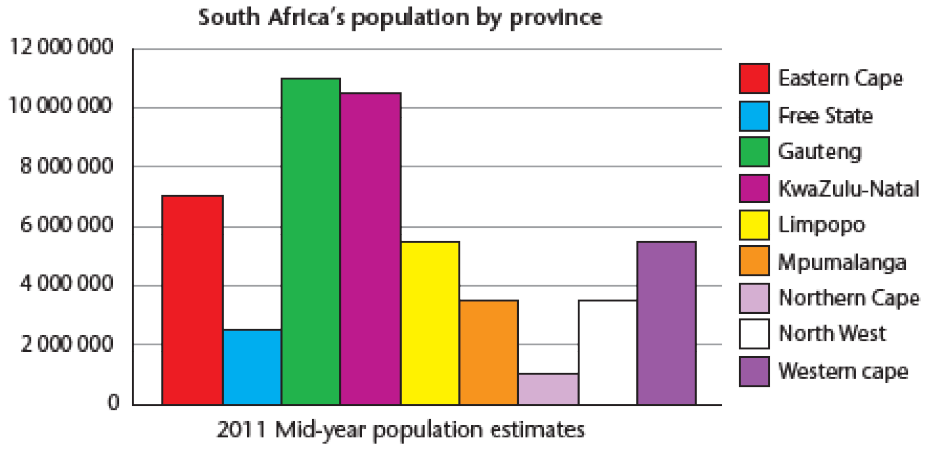 South Africa's population by province
12 000 000
10 000 000
8 000 000
6 000 000
4 000 000
2 000 000
0
2011 Mid-year population estimates
Eastern Cape
Free State
Gauteng
KwaZulu-Natal
Limpopo
Mpumalanga
Northern Cape
North West
Western cape